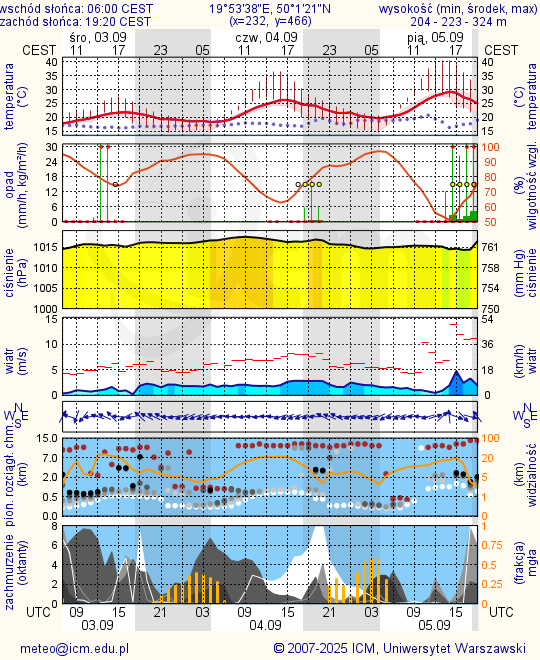 wschód słońca: 06:00 CEST 19°53'38"E, 50°1'21"N wysokość (min, środek, max)
zachód słońca: 19:20 CEST (x=232, y=466) 204 - 223 - 324 m
śro, 03.09 czw, 04.09 pią, 05.09
CEST 11 17 23 05 11 17 23 05 11 17 CEST
temperatura (°C)
40 35 30 25 20 15
40 35 30 25 20 15
temperatura (°C)
opad (mm/h, kg/m²/h)
30 24 18 12 6 0
100 90 80 70 60 50
wilgotność wzgl. (%)
ciśnienie (hPa)
1015 1010 1005 1000
761 758 754 750
ciśnienie (mm Hg)
wiatr (m/s)
15 10 5 0
54 36 18 0
wiatr (km/h)
N W E S
N W E S
pion. rozciągł. chm. (km)
15.0 7.0 2.0 0.5 0.0
100 20 5 1 0
widzialność (km)
zachmurzenie (oktanty)
8 6 4 2 0
1 0.75 0.5 0.25 0
(frakcja) mgła
UTC 09 15 21 03 09 15 21 03 09 15 UTC
03.09 04.09 05.09
meteo@icm.edu.pl © 2007-2025 ICM, Uniwersytet Warszawski